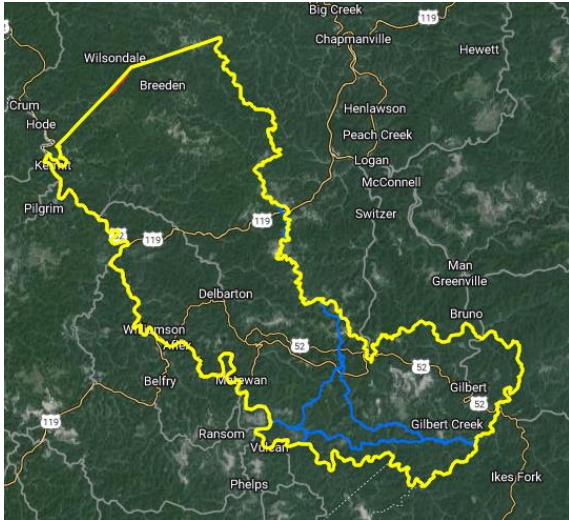 Big Creek
119
Chapmanville
Hewett
Wilsondale
Breeden
Crum
Henlawson
Hode
Peach Creek
Kermit
Logan
McConnell
Pilgrim
Switzer
119
52
119
Man
Greenville
Delbarton
Bruno
Williamson
Aflex
52
52
Belfry
Matewan
Gilbert
52
119
Gilbert Creek
Ransom
Vulcan
Ikes Fork
Phelps